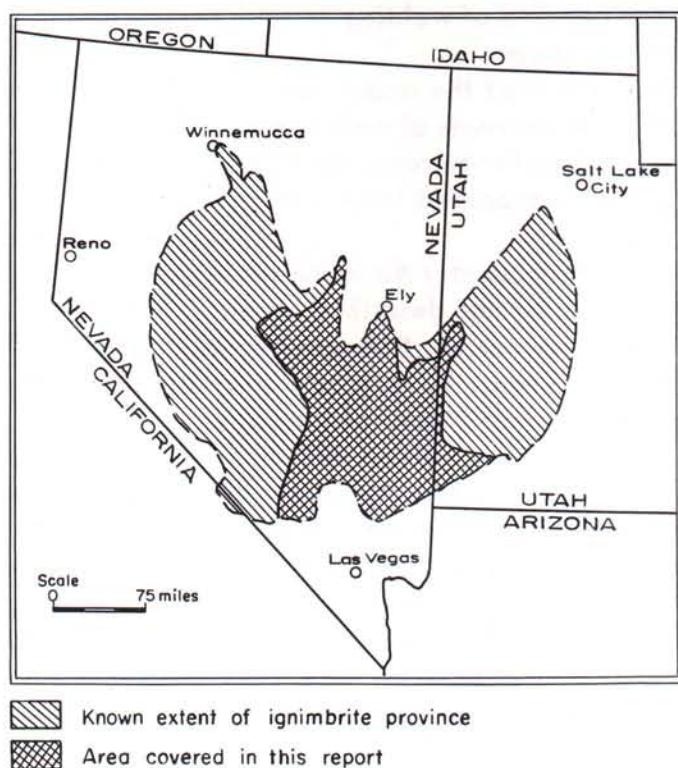 OREGON
IDAHO
Winnemucca
NEVADA
UTAH
Salt Lake
City
Reno
Ely
NEVADA
CALIFORNIA
UTAH
ARIZONA
Las Vegas
Scale
0 75 miles
Known extent of ignimbrite province
Area covered in this report